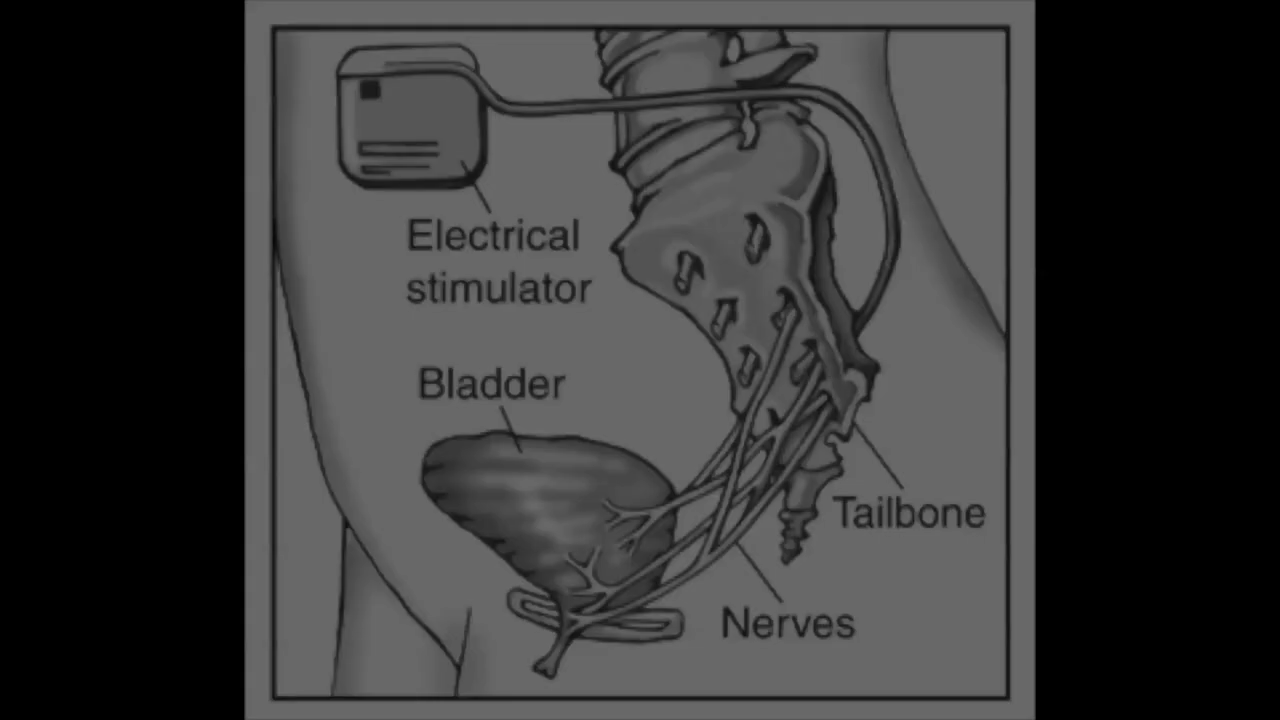 Electrical
stimulator
Bladder
Tailbone
Nerves